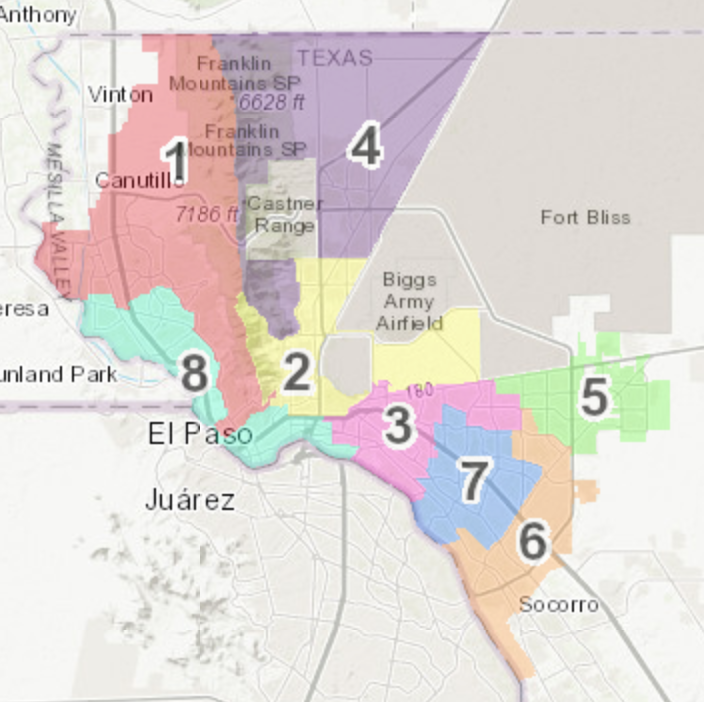 Anthony
Franklin
Mountains SP
TEXAS
Vinton
6628 ft
Franklin
Mountains SP
4
1
Canutillo
MESILLA VALLEY
7186 ft
Castner
Range
Fort Bliss
Biggs
Army
Airfield
eresa
8
2
unland Park
180
5
3
El Paso
7
Juárez
6
Socorro